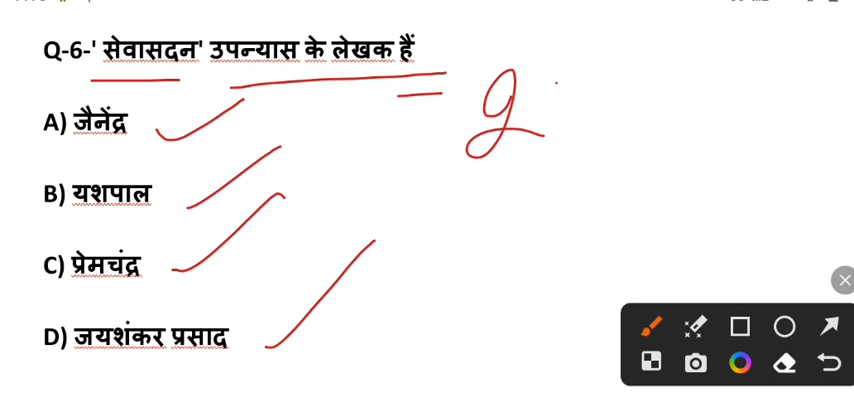 Q-6-' सेवासदन' उपन्यास के लेखक हैं
A) जैनेंद्र
B) यशपाल
C) प्रेमचंद्र
D) जयशंकर प्रसाद